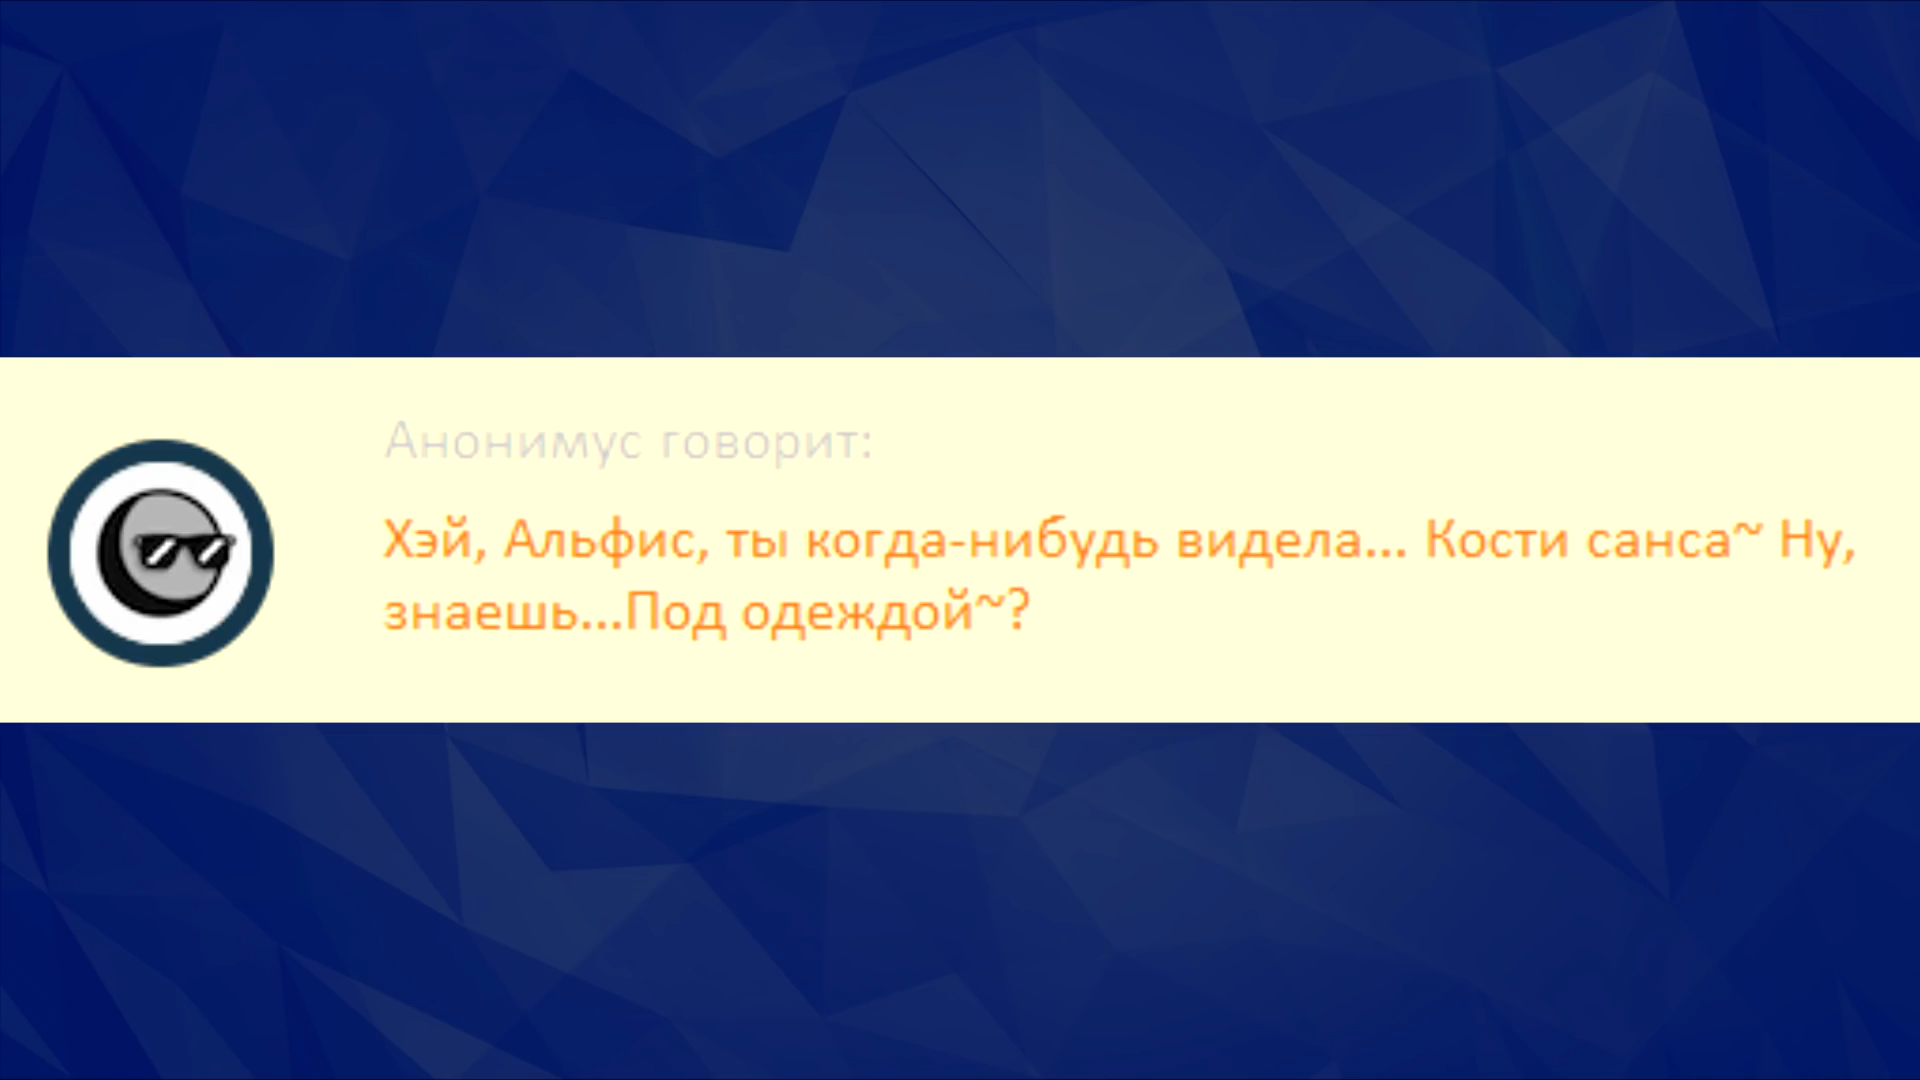 Анонимус говорит:
Хэй, Альфис, ты когда-нибудь видела... Кости санса~ Ну,
знаешь...Под одеждой~?